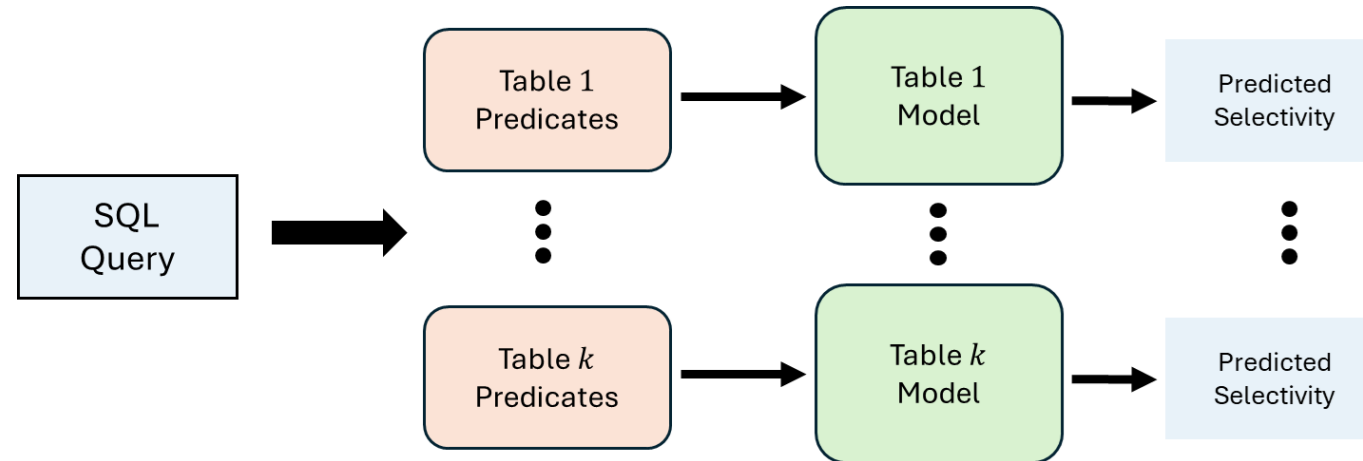 SQL
Query
Table 1
Predicates
Table 1
Model
Predicted
Selectivity
Table k
Predicates
Table k
Model
Predicted
Selectivity